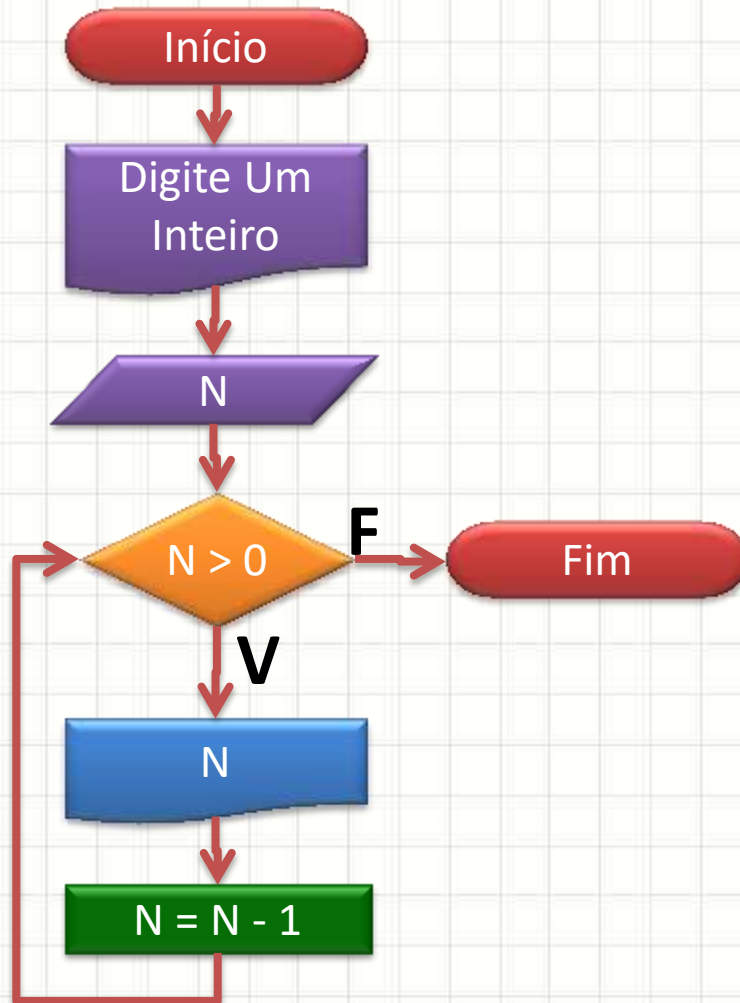 Início
Digite Um
Inteiro
N
N > 0
F
Fim
V
N
N = N - 1